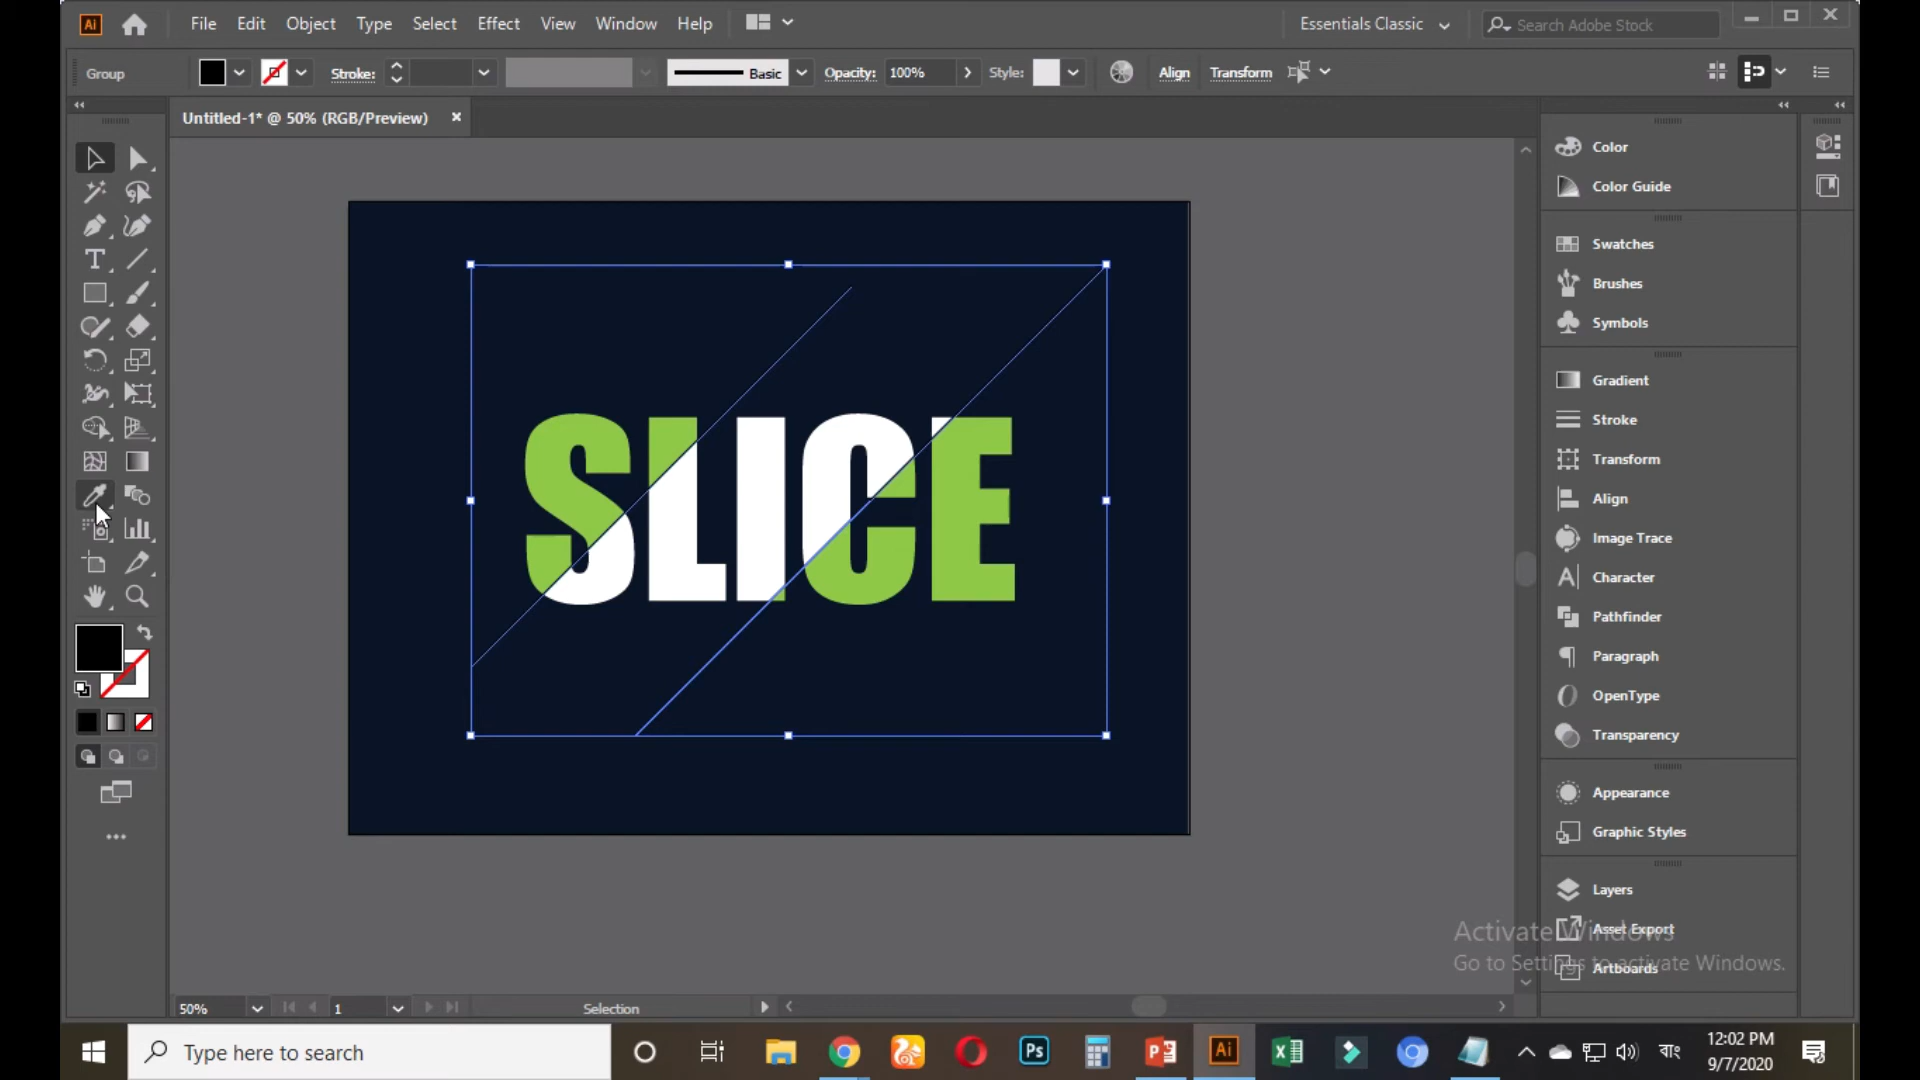 Ai File Edit Object Type Select Effect View Window Help Essentials Classic Search Adobe Stock
Group Stroke: Basic Opacity: 100% Style: Align Transform
Untitled-1* @ 50% (RGB/Preview)
Color
Color Guide
Swatches
Brushes
Symbols
Gradient
Stroke
Transform
Align
Image Trace
Character
Pathfinder
Paragraph
OpenType
Transparency
Appearance
Graphic Styles
Layers
Asset Export
Artboards
SLICE
Activate Windows
Go to Settings to activate Windows.
50% 1 Selection
Type here to search
Ps
Ai
বাং
12:02 PM
9/7/2020